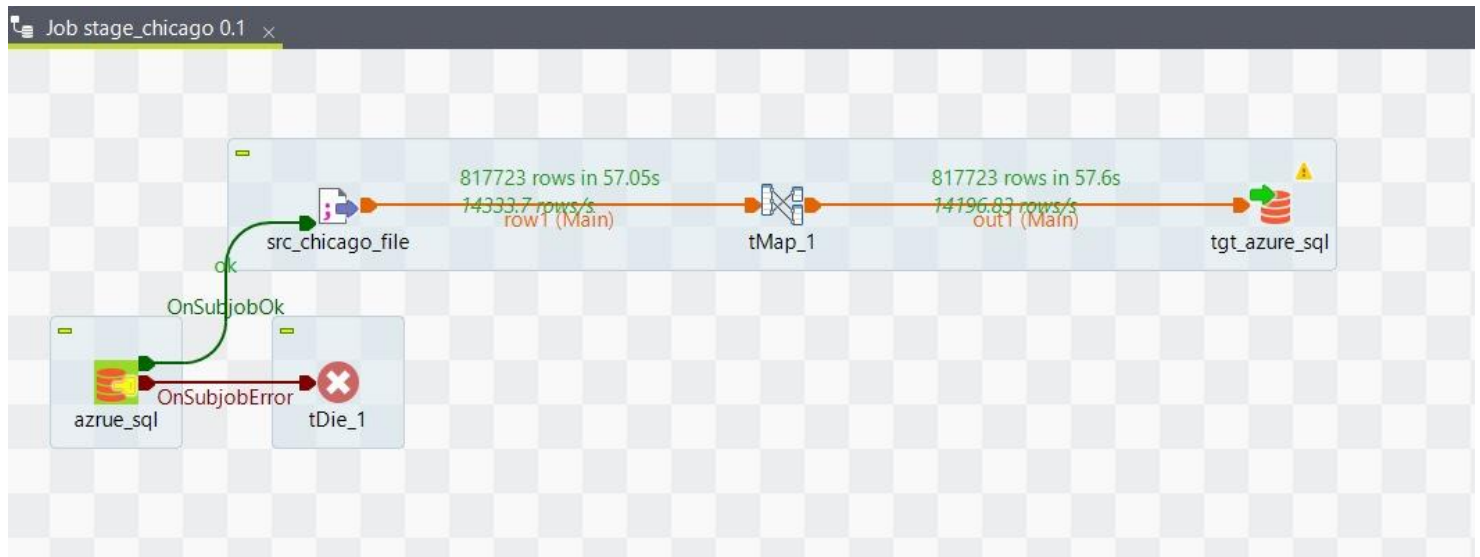 Job stage_chicago 0.1
817723 rows in 57.05s
14333.7 rows/s
row1 (Main)
817723 rows in 57.6s
14196.83 rows/s
out1 (Main)
src_chicago_file
tMap_1
tgt_azure_sql
ok
OnSubjobOk
OnSubjobError
azrue_sql
tDie_1